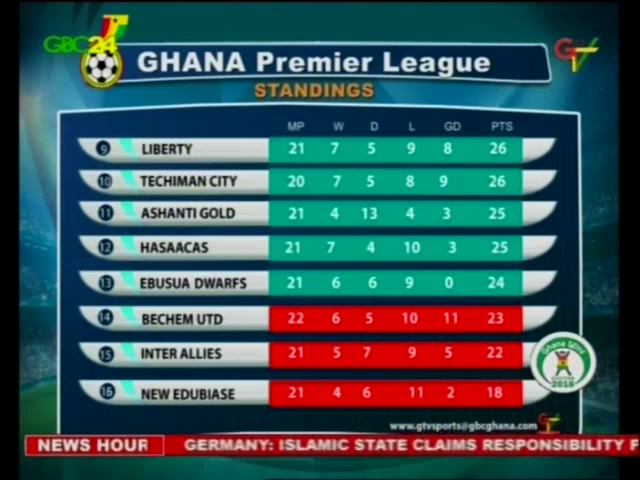 GBC24
GHANA Premier League
GTV
STANDINGS
MP W D L GD PTS
9 LIBERTY 21 7 5 9 8 26
10 TECHIMAN CITY 20 7 5 8 9 26
11 ASHANTI GOLD 21 4 13 4 3 25
12 HASAACAS 21 7 4 10 3 25
13 EBUSUA DWARFS 21 6 6 9 0 24
14 BECHEM UTD 22 6 5 10 11 23
15 INTER ALLIES 21 5 7 9 5 22
16 NEW EDUBIASE 21 4 6 11 2 18
Ghana
2016
www.gtvsports@gbcghana.com
NEWS HOUR
GERMANY: ISLAMIC STATE CLAIMS RESPONSIBILITY F